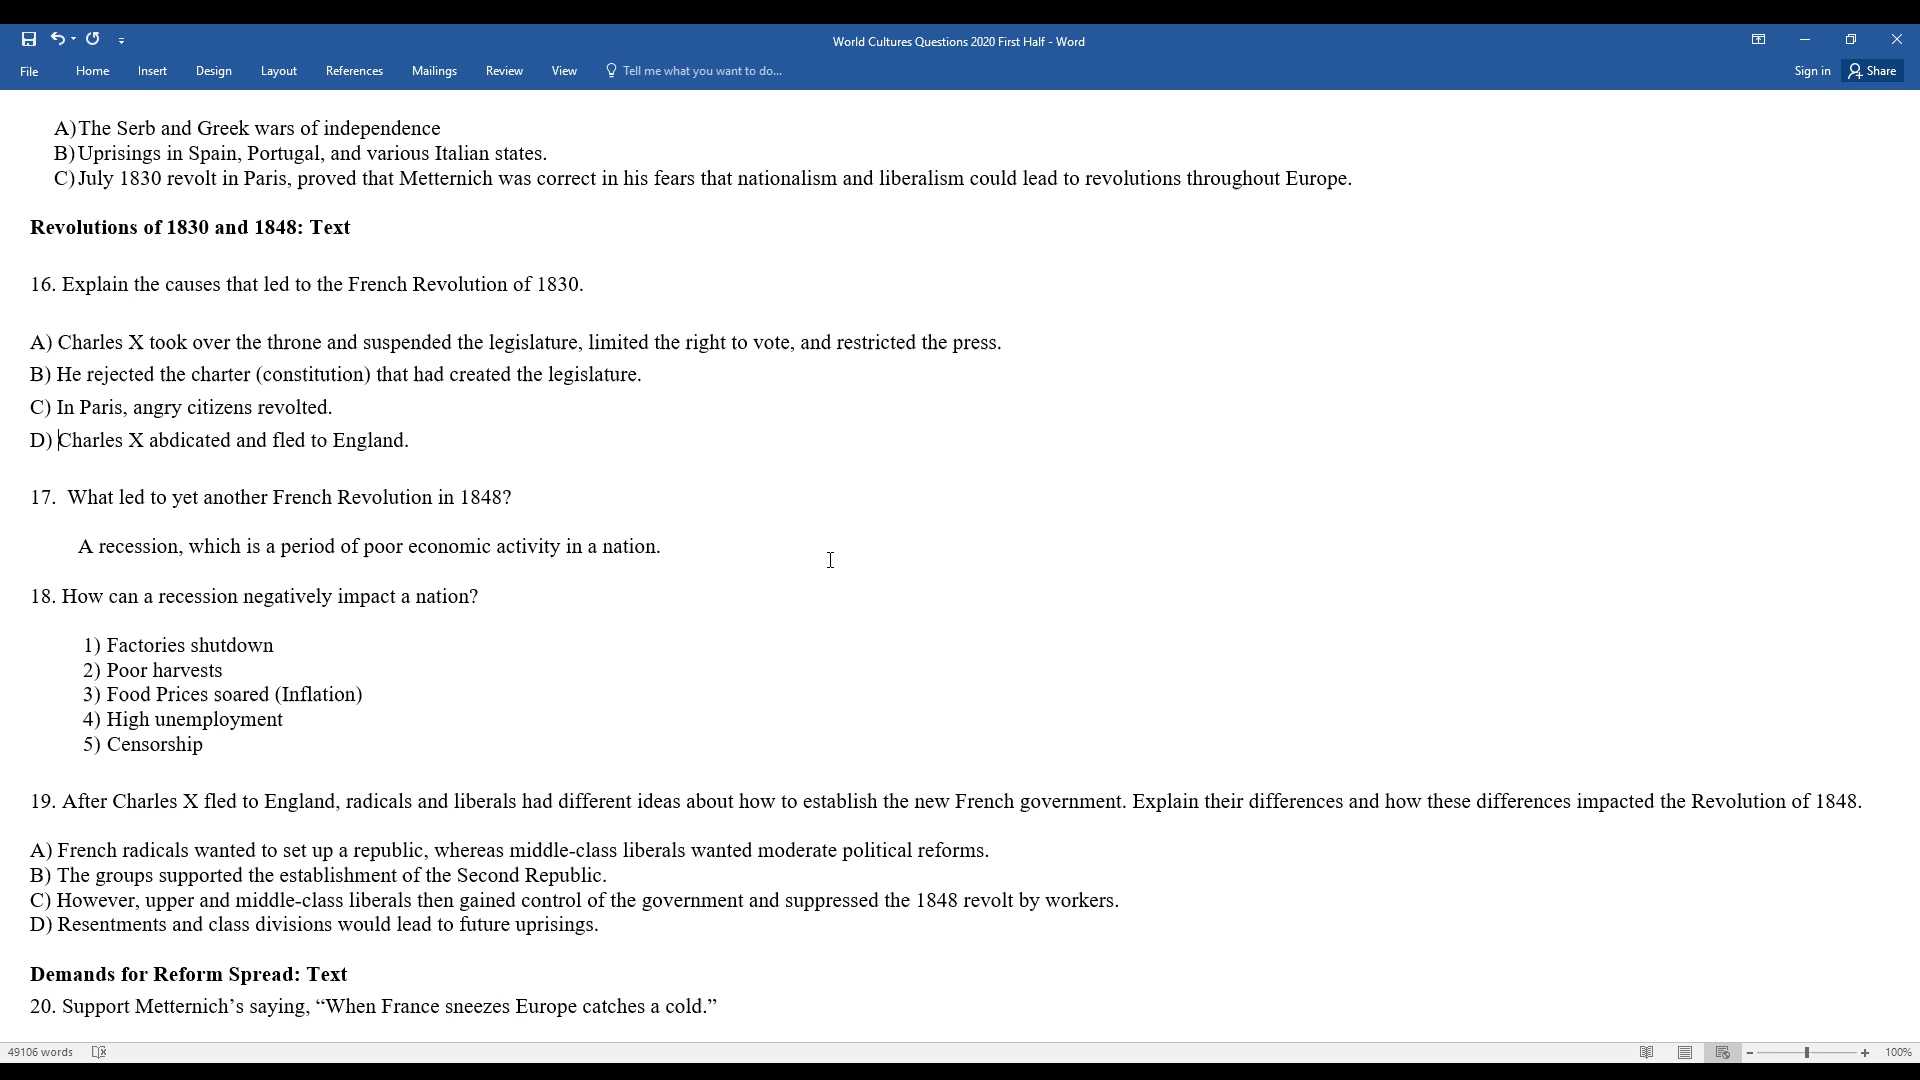 World Cultures Questions 2020 First Half - Word
File Home Insert Design Layout References Mailings Review View Tell me what you want to do... Sign in Share
A) The Serb and Greek wars of independence
B) Uprisings in Spain, Portugal, and various Italian states.
C) July 1830 revolt in Paris, proved that Metternich was correct in his fears that nationalism and liberalism could lead to revolutions throughout Europe.
Revolutions of 1830 and 1848: Text
16. Explain the causes that led to the French Revolution of 1830.
A) Charles X took over the throne and suspended the legislature, limited the right to vote, and restricted the press.
B) He rejected the charter (constitution) that had created the legislature.
C) In Paris, angry citizens revolted.
D) Charles X abdicated and fled to England.
17. What led to yet another French Revolution in 1848?
A recession, which is a period of poor economic activity in a nation.
18. How can a recession negatively impact a nation?
1) Factories shutdown
2) Poor harvests
3) Food Prices soared (Inflation)
4) High unemployment
5) Censorship
19. After Charles X fled to England, radicals and liberals had different ideas about how to establish the new French government. Explain their differences and how these differences impacted the Revolution of 1848.
A) French radicals wanted to set up a republic, whereas middle-class liberals wanted moderate political reforms.
B) The groups supported the establishment of the Second Republic.
C) However, upper and middle-class liberals then gained control of the government and suppressed the 1848 revolt by workers.
D) Resentments and class divisions would lead to future uprisings.
Demands for Reform Spread: Text
20. Support Metternich’s saying, “When France sneezes Europe catches a cold.”
49106 words 100%